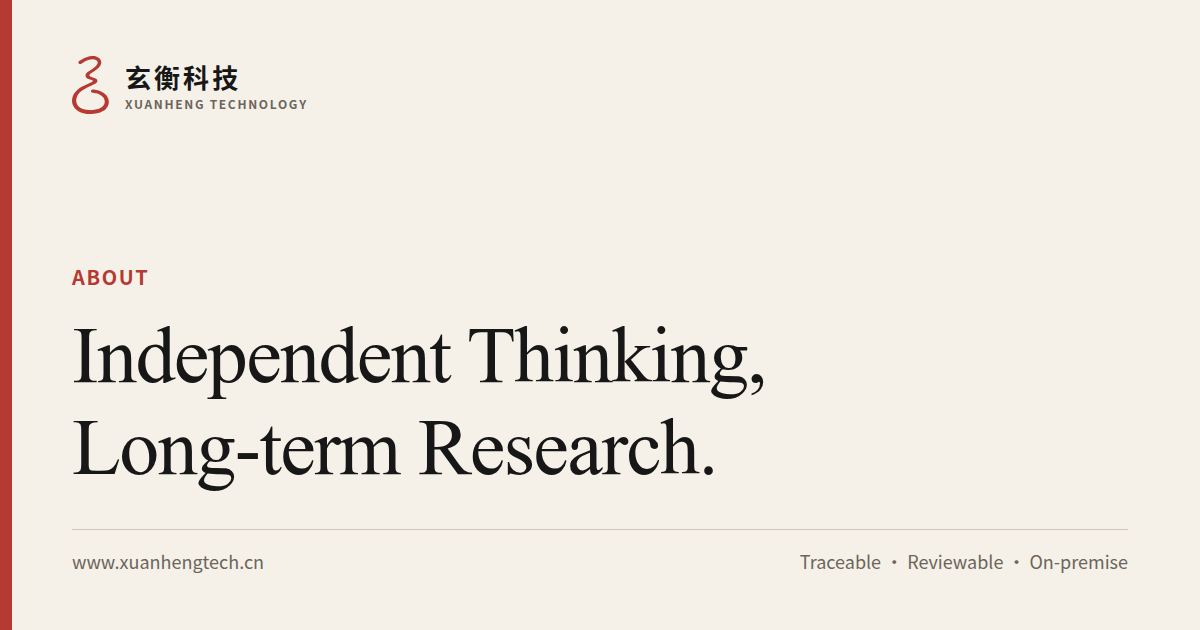 玄衡科技
XUANHENG TECHNOLOGY
ABOUT
Independent Thinking,
Long-term Research.
www.xuanhengtech.cn
Traceable • Reviewable • On-premise